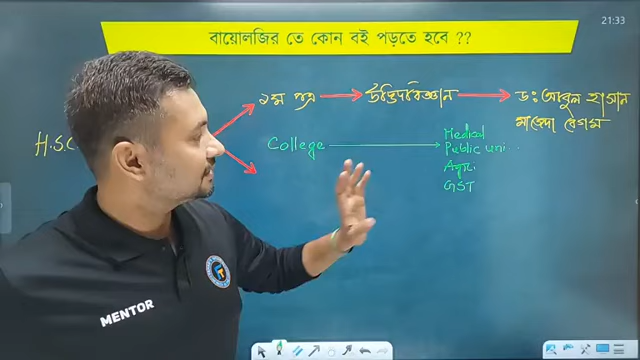 21:33
বায়োলজির তে কোন বই পড়তে হবে ??
H.S.C
১ম পত্র উদ্ভিদবিজ্ঞান ডঃ আবুল হাসান
মাহেদা বেগম
College Medical
Public uni..
Agri.
GST
MENTOR